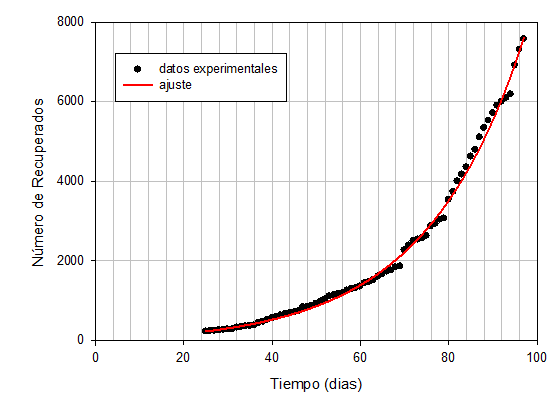 8000
6000
4000
2000
0
Número de Recuperados
datos experimentales
ajuste
0 20 40 60 80 100
Tiempo (dias)